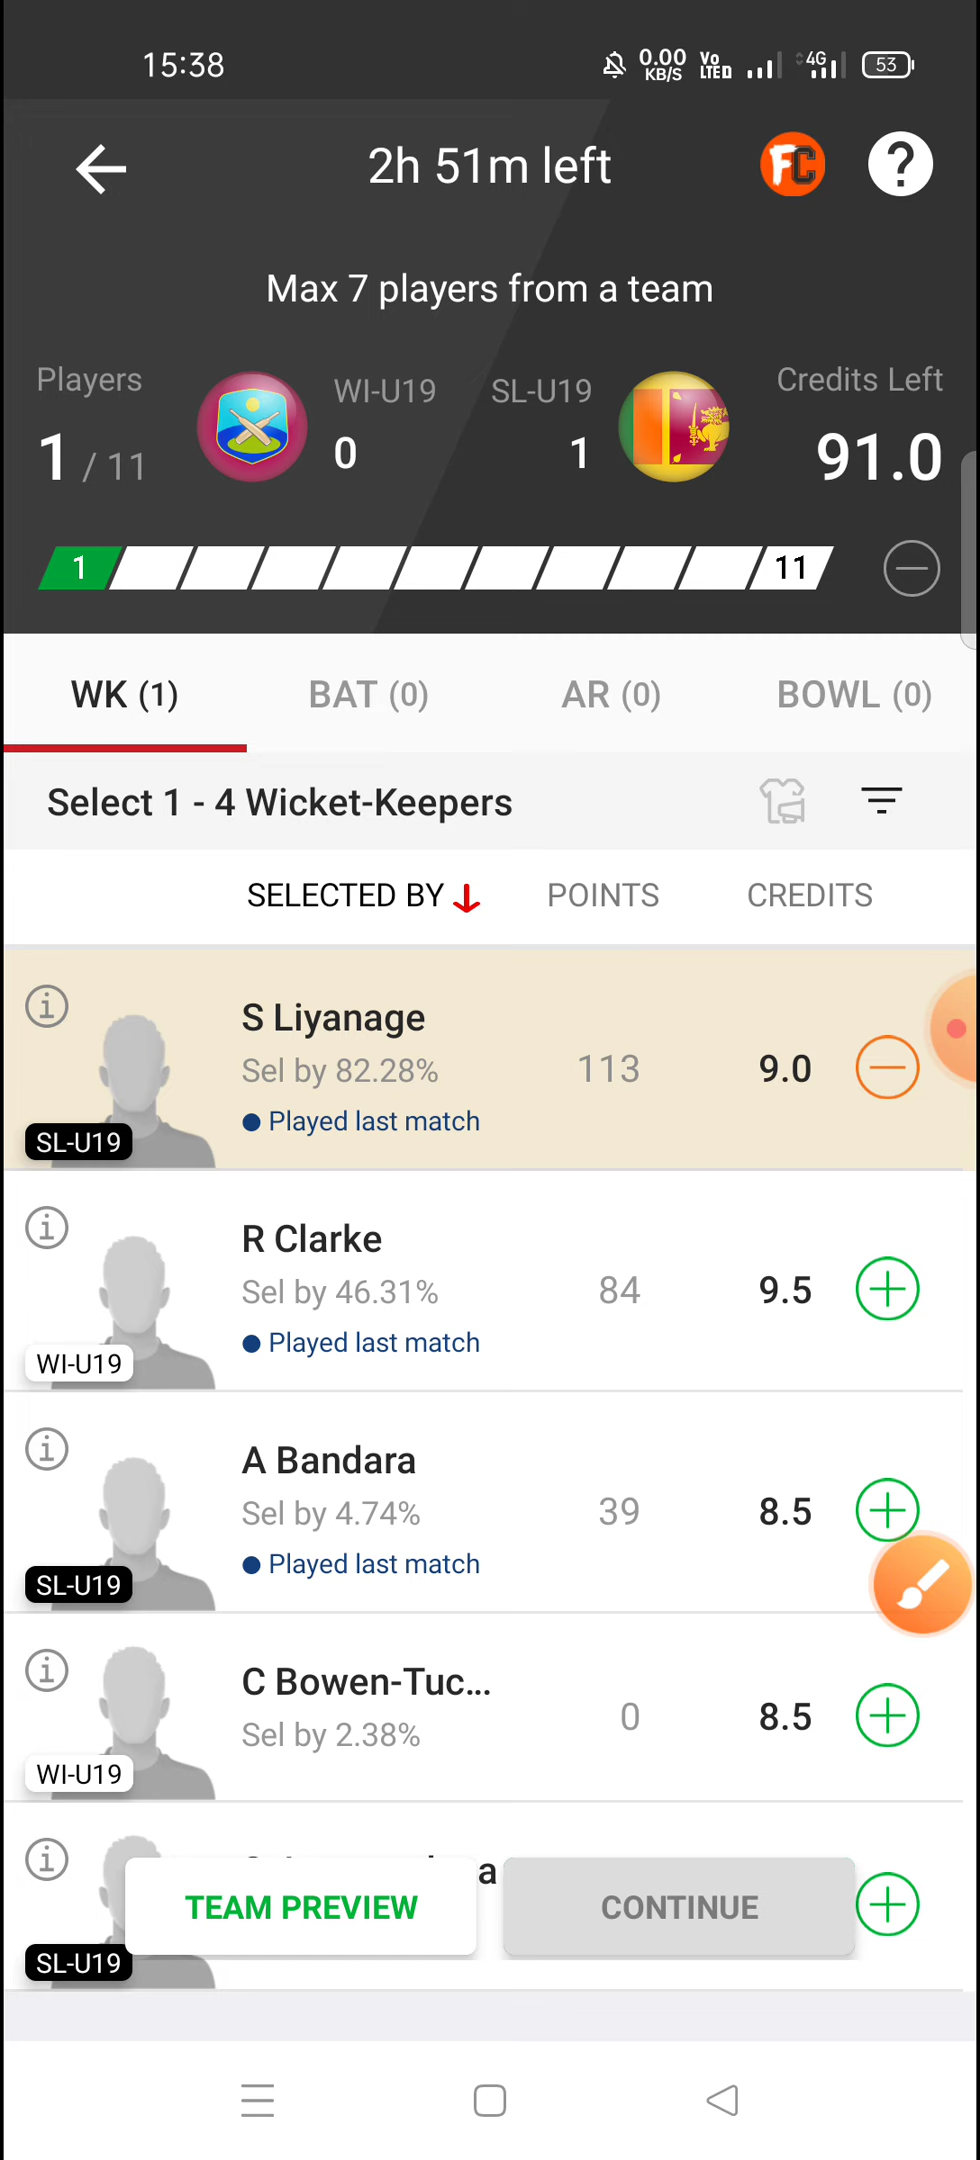 15:38
0.00 KB/S
Vo LTED
4G
53
2h 51m left
FC
?
Max 7 players from a team
Players
WI-U19
SL-U19
Credits Left
1 / 11
0
1
91.0
1
11
WK (1)
BAT (0)
AR (0)
BOWL (0)
Select 1 - 4 Wicket-Keepers
SELECTED BY
POINTS
CREDITS
S Liyanage
Sel by 82.28%
113
9.0
Played last match
SL-U19
R Clarke
Sel by 46.31%
84
9.5
Played last match
WI-U19
A Bandara
Sel by 4.74%
39
8.5
Played last match
SL-U19
C Bowen-Tuc...
Sel by 2.38%
0
8.5
WI-U19
TEAM PREVIEW
CONTINUE
SL-U19